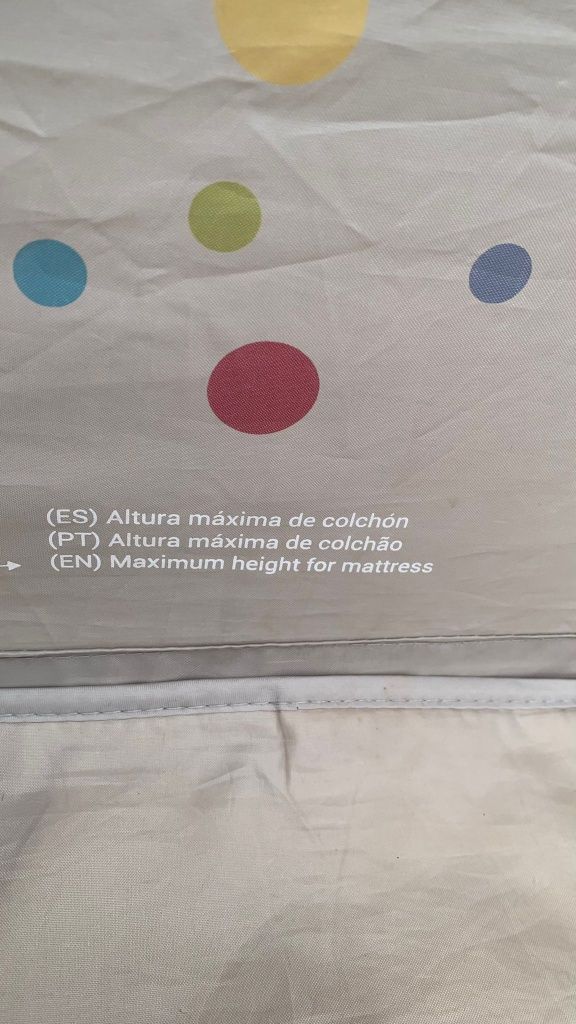 (ES) Altura máxima de colchón
(PT) Altura máxima de colchão
(EN) Maximum height for mattress